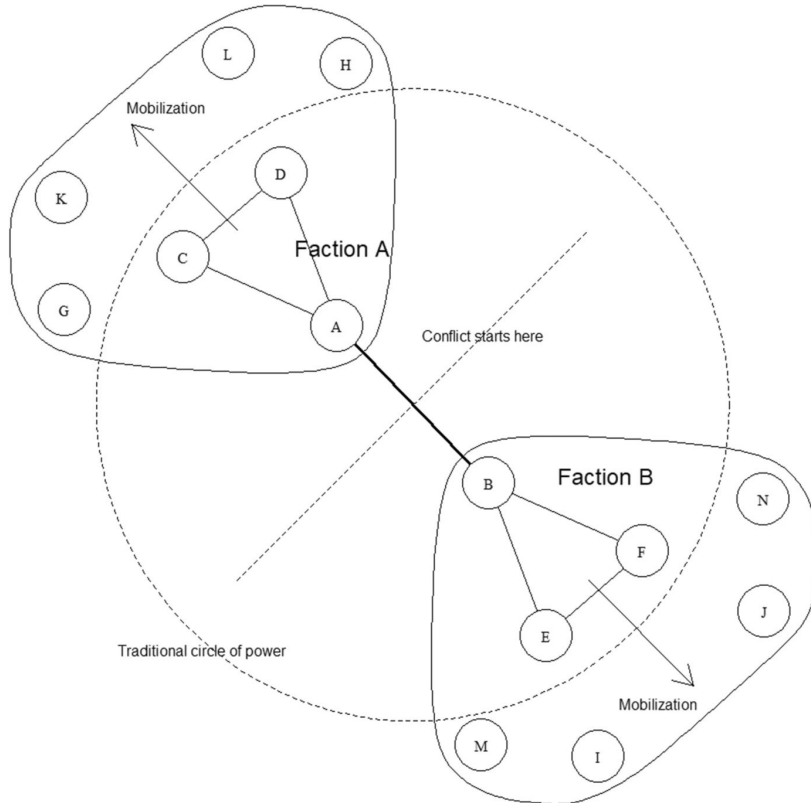 L
H
Mobilization
D
K
Faction A
C
G
A
Conflict starts here
Faction B
B
N
F
J
E
Traditional circle of power
Mobilization
M
I